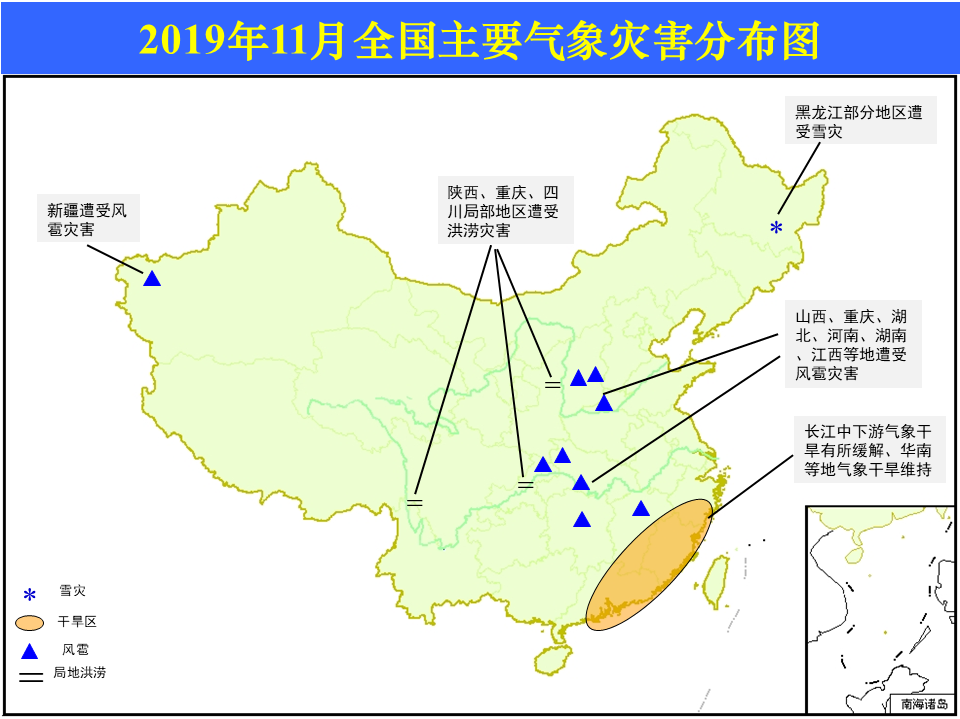 2019年11月全国主要气象灾害分布图
黑龙江部分地区遭
受雪灾
陕西、重庆、四
川局部地区遭受
洪涝灾害
新疆遭受风
雹灾害
山西、重庆、湖
北、河南、湖南
、江西等地遭受
风雹灾害
长江中下游气象干
旱有所缓解、华南
等地气象干旱维持
雪灾
干旱区
风雹
局地洪涝
南海诸岛